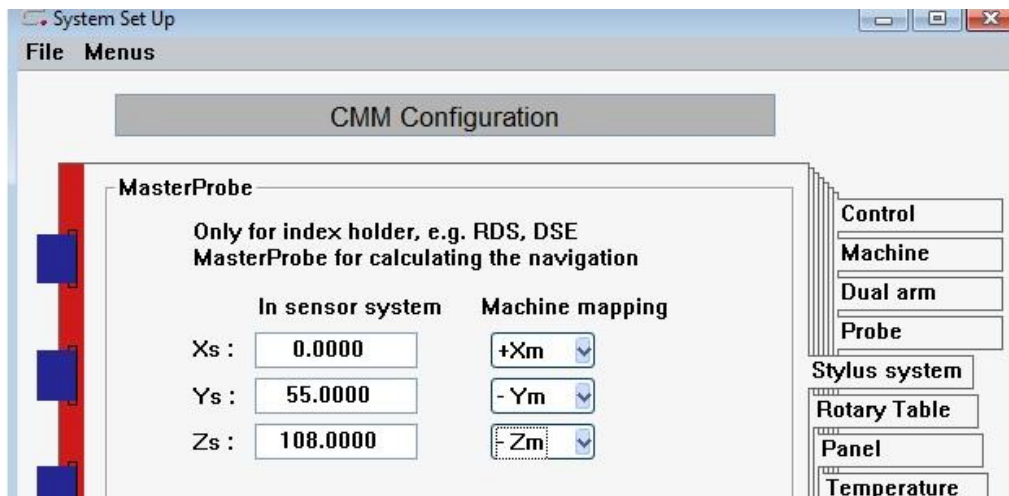 System Set Up
File Menus
CMM Configuration
MasterProbe
Only for index holder, e.g. RDS, DSE
MasterProbe for calculating the navigation
In sensor system Machine mapping
Xs : 0.0000 +Xm
Ys : 55.0000 - Ym
Zs : 108.0000 - Zm
Control
Machine
Dual arm
Probe
Stylus system
Rotary Table
Panel
Temperature